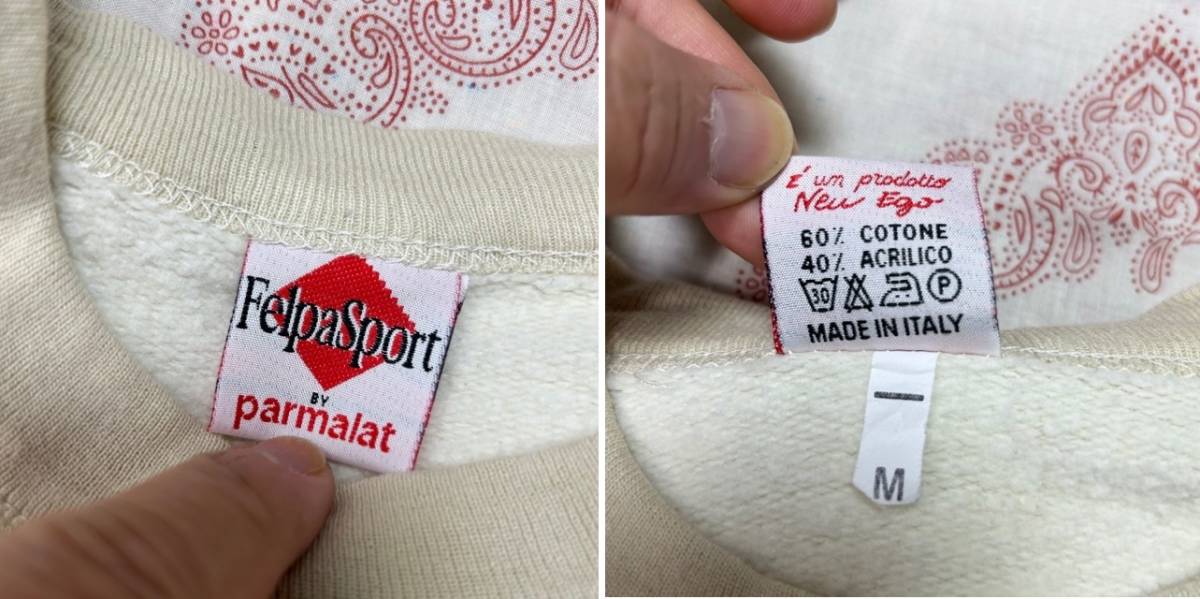 FelpaSport
BY
parmalat
É un prodotto
New Ego
60% COTONE
40% ACRILICO
30 P
MADE IN ITALY
M